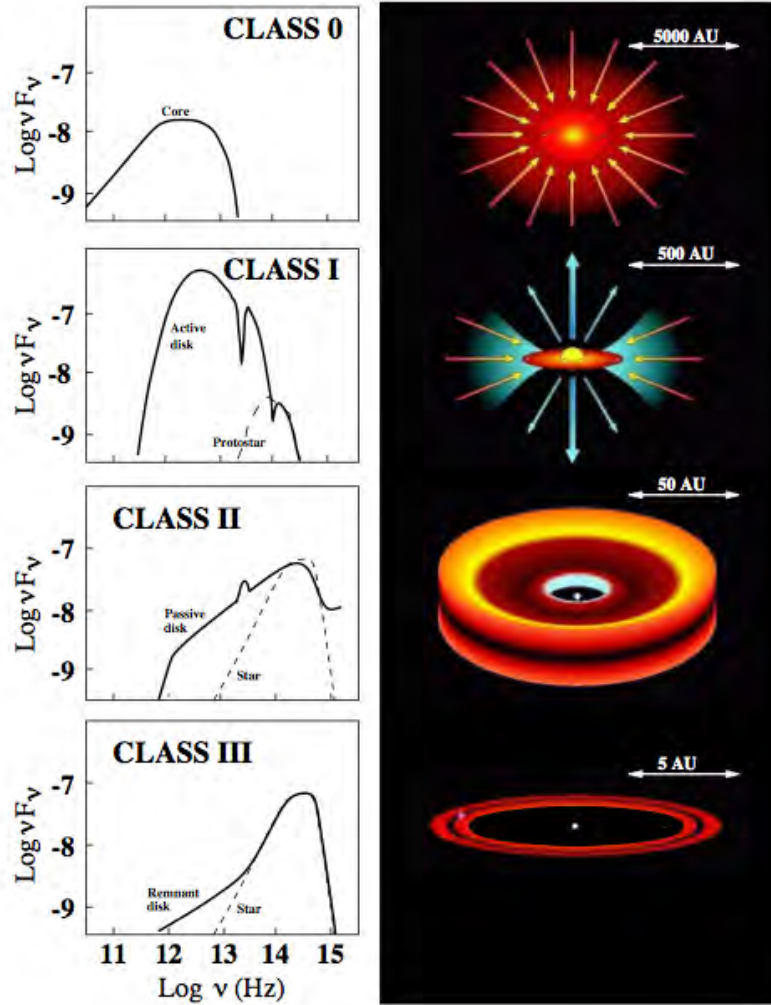 CLASS 0
5000 AU
Log νFν
-7
-8
-9
Core
CLASS I
500 AU
Log νFν
-7
-8
-9
Active
disk
Protostar
CLASS II
50 AU
Log νFν
-7
-8
-9
Passive
disk
Star
CLASS III
5 AU
Log νFν
-7
-8
-9
Remnant
disk
Star
11 12 13 14 15
Log ν (Hz)